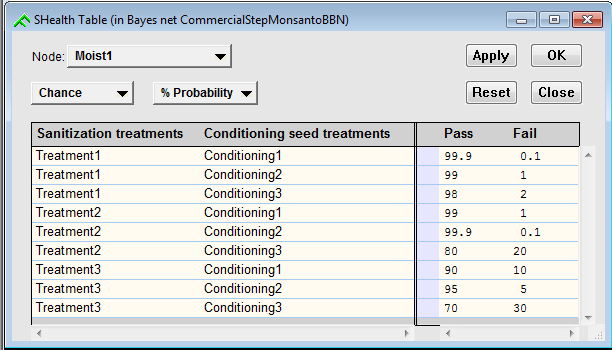 SHealth Table (in Bayes net CommercialStepMonsantoBBN)
Node: Moist1 Apply OK
Chance % Probability Reset Close
Sanitization treatments Conditioning seed treatments Pass Fail
Treatment1 Conditioning1 99.9 0.1
Treatment1 Conditioning2 99 1
Treatment1 Conditioning3 98 2
Treatment2 Conditioning1 99 1
Treatment2 Conditioning2 99.9 0.1
Treatment2 Conditioning3 80 20
Treatment3 Conditioning1 90 10
Treatment3 Conditioning2 95 5
Treatment3 Conditioning3 70 30